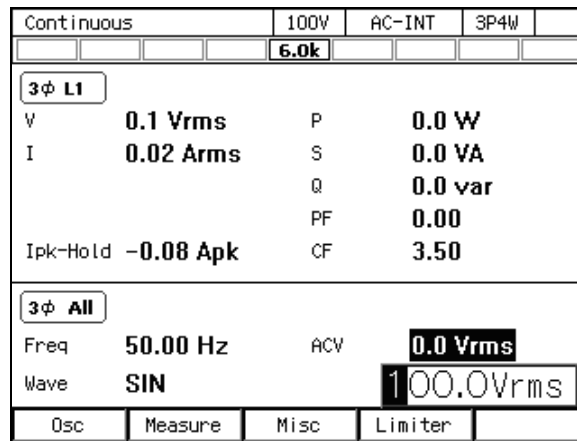 Continuous 100V AC-INT 3P4W
6.0k
3ϕ L1
V 0.1 Vrms P 0.0 W
I 0.02 Arms S 0.0 VA
Q 0.0 var
PF 0.00
Ipk-Hold -0.08 Apk CF 3.50
3ϕ All
Freq 50.00 Hz ACV 0.0 Vrms
Wave SIN 100.0Vrms
Osc Measure Misc Limiter